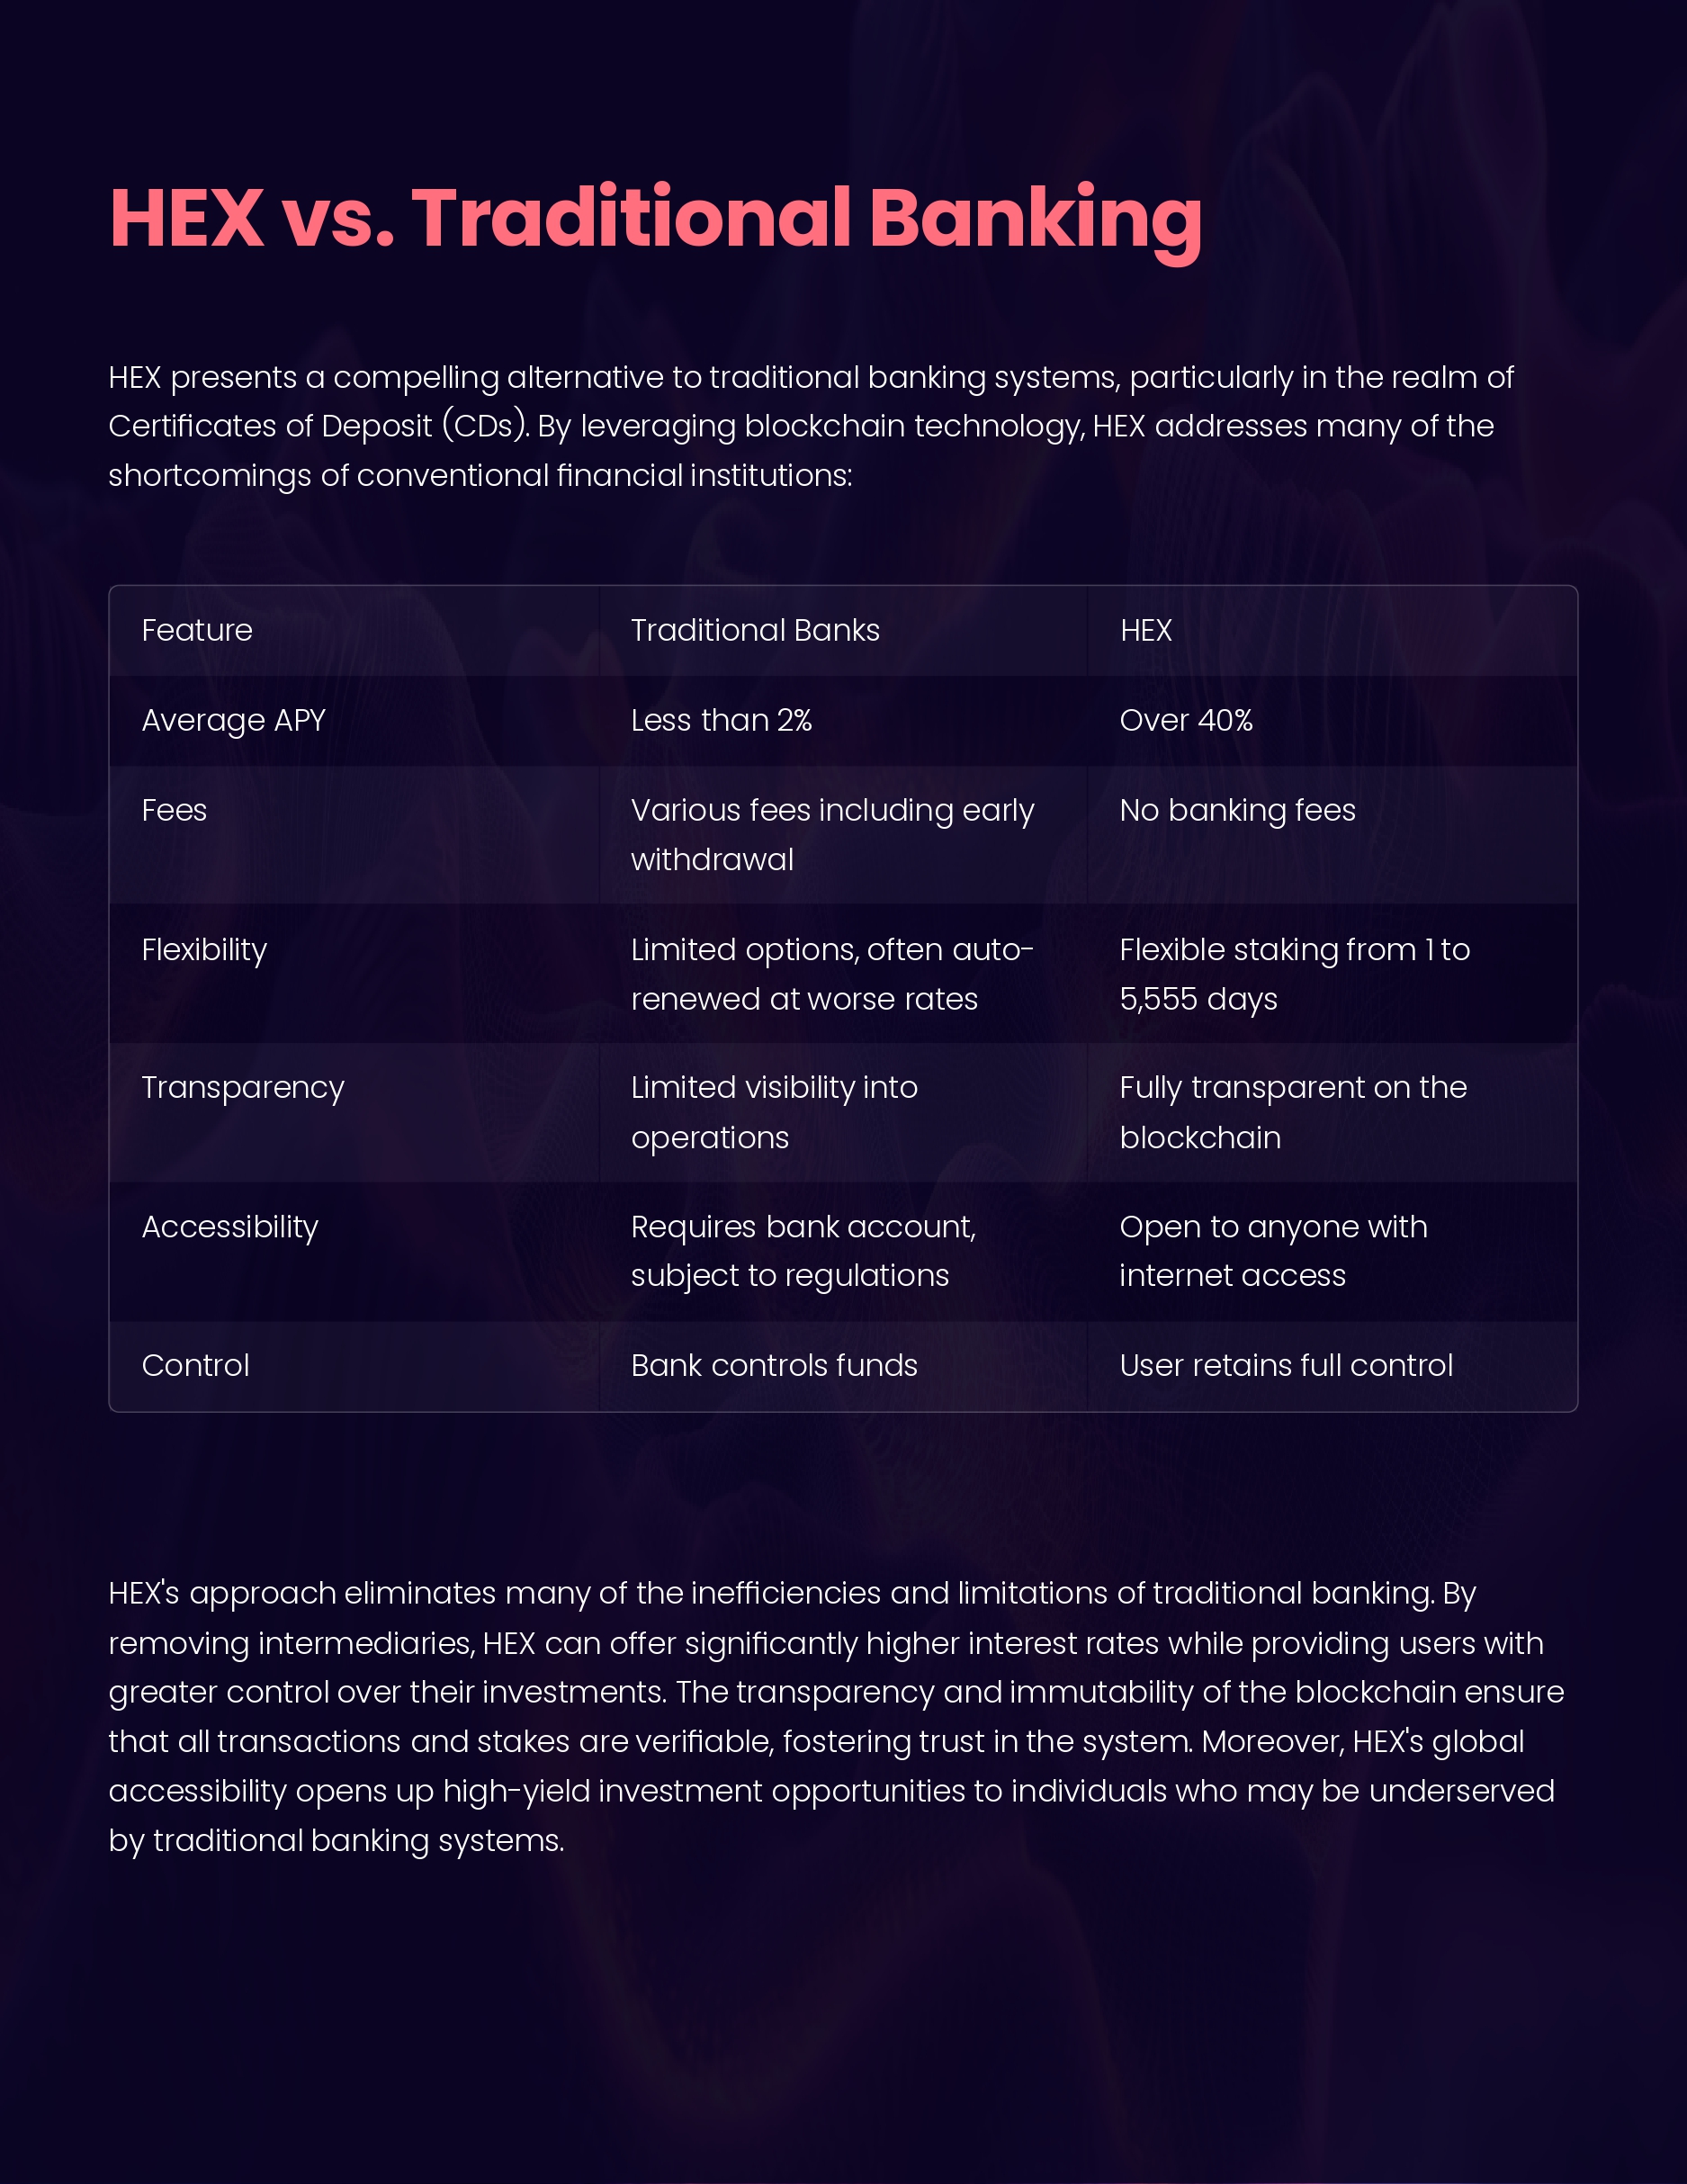 HEX vs. Traditional Banking
HEX presents a compelling alternative to traditional banking systems, particularly in the realm of
Certificates of Deposit (CDs). By leveraging blockchain technology, HEX addresses many of the
shortcomings of conventional financial institutions:
Feature Traditional Banks HEX
Average APY Less than 2% Over 40%
Fees Various fees including early No banking fees
withdrawal
Flexibility Limited options, often auto- Flexible staking from 1 to
renewed at worse rates 5,555 days
Transparency Limited visibility into Fully transparent on the
operations blockchain
Accessibility Requires bank account, Open to anyone with
subject to regulations internet access
Control Bank controls funds User retains full control
HEX's approach eliminates many of the inefficiencies and limitations of traditional banking. By
removing intermediaries, HEX can offer significantly higher interest rates while providing users with
greater control over their investments. The transparency and immutability of the blockchain ensure
that all transactions and stakes are verifiable, fostering trust in the system. Moreover, HEX's global
accessibility opens up high-yield investment opportunities to individuals who may be underserved
by traditional banking systems.